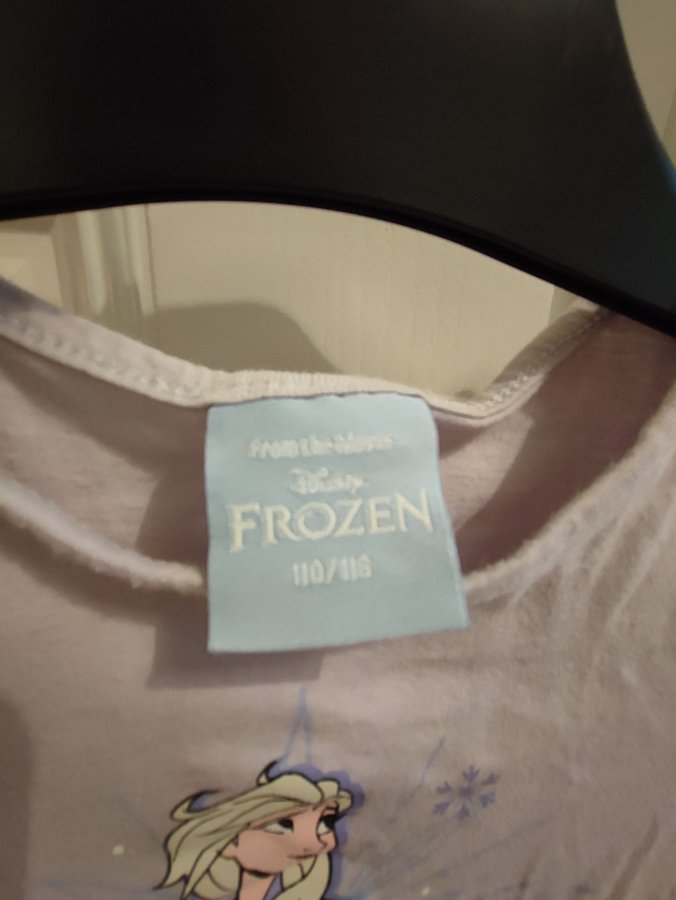 From the Movie
Disney
FROZEN
110/116